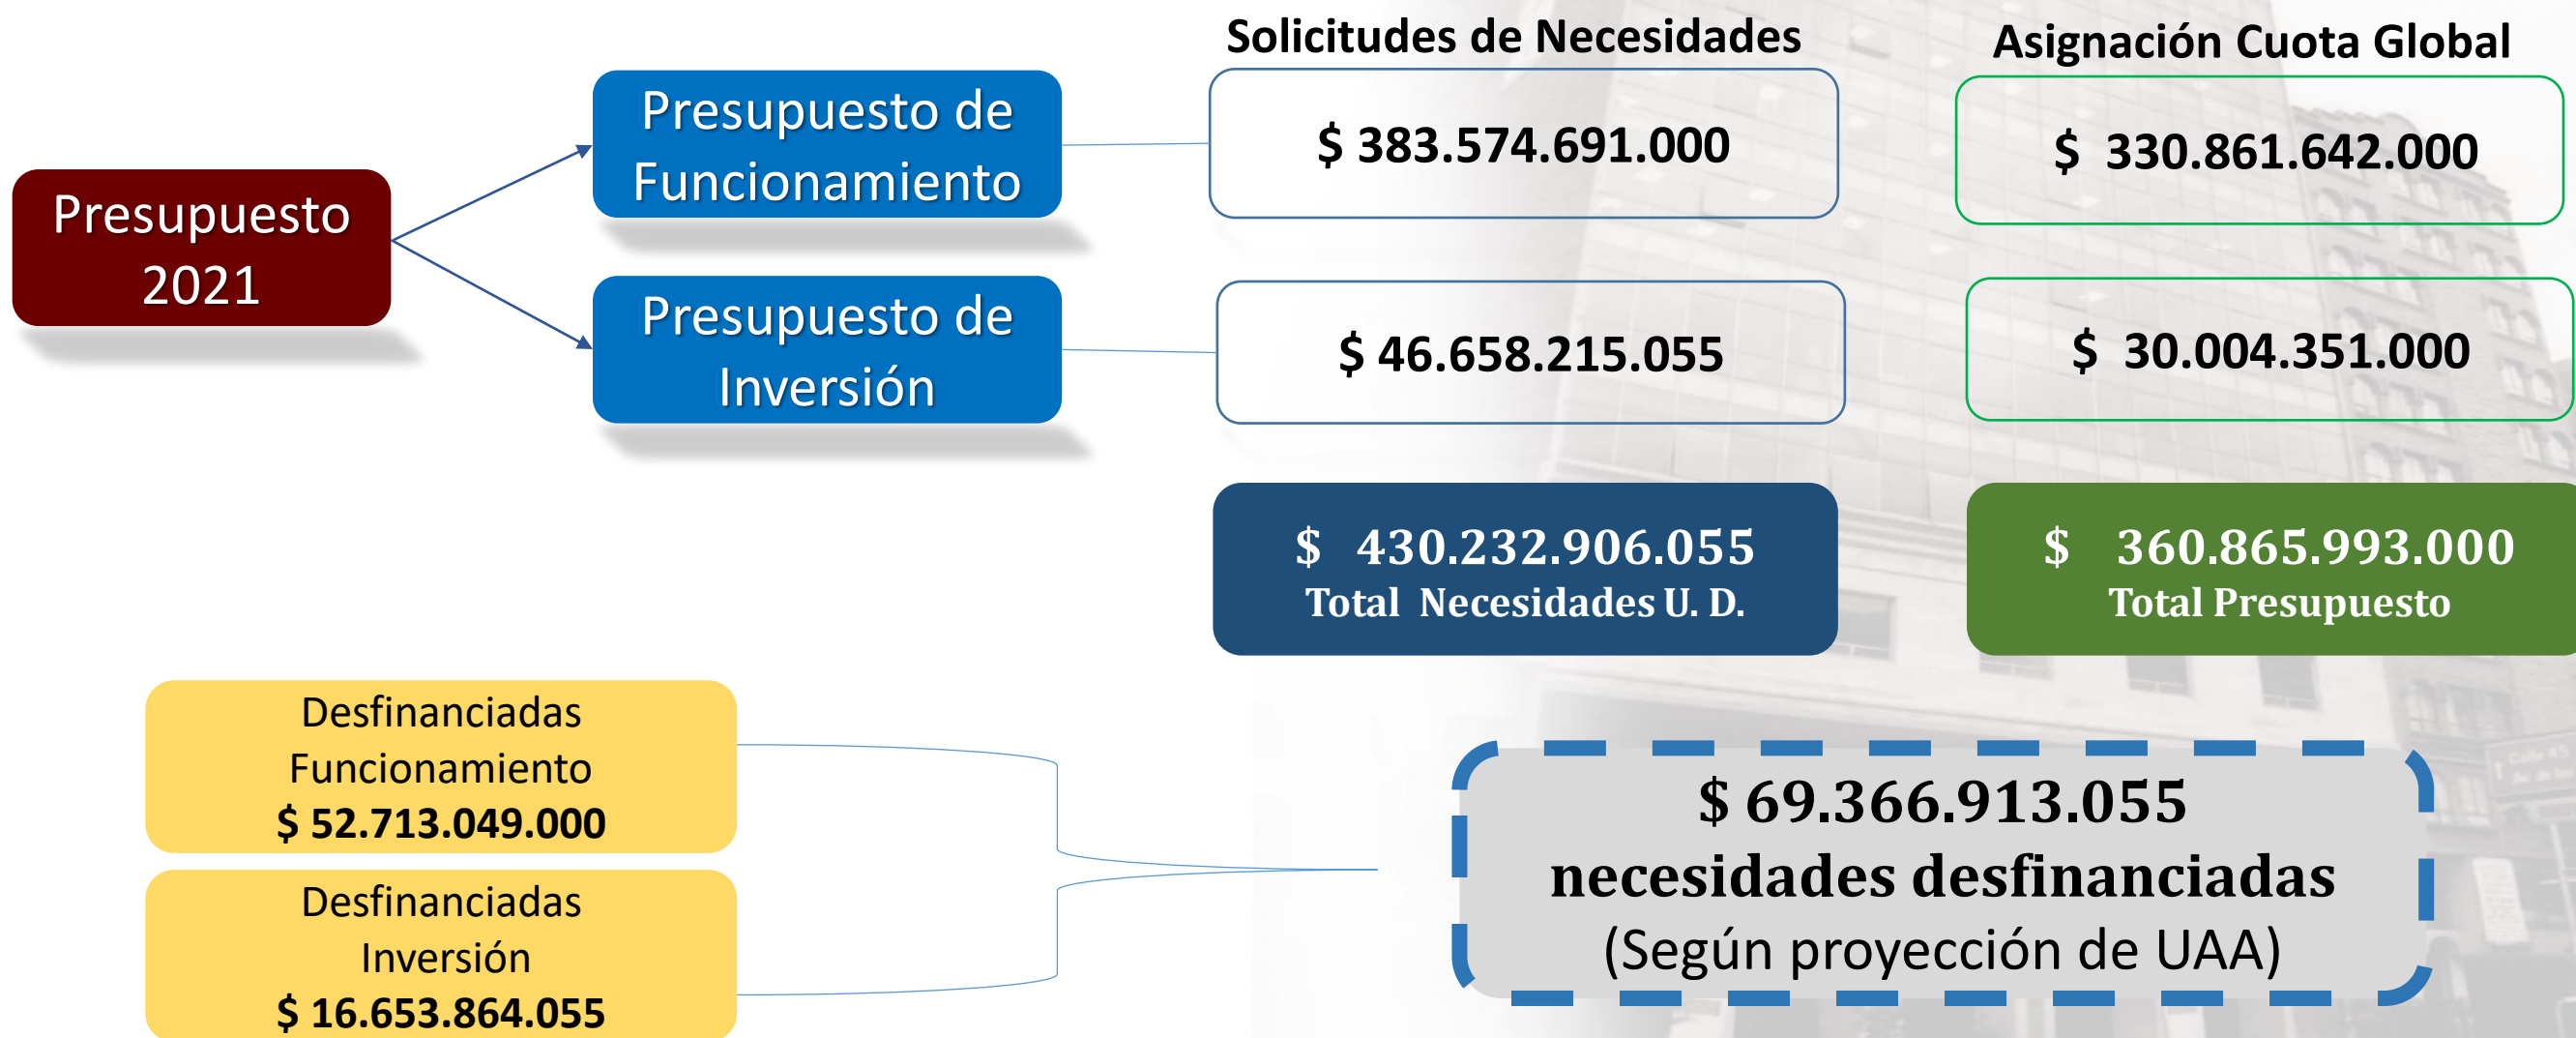 Solicitudes de Necesidades
Asignación Cuota Global
Presupuesto
2021
Presupuesto de
Funcionamiento
$ 383.574.691.000
$ 330.861.642.000
Presupuesto de
Inversión
$ 46.658.215.055
$ 30.004.351.000
$ 430.232.906.055
Total Necesidades U. D.
$ 360.865.993.000
Total Presupuesto
Desfinanciadas
Funcionamiento
$ 52.713.049.000
Desfinanciadas
Inversión
$ 16.653.864.055
$ 69.366.913.055
necesidades desfinanciadas
(Según proyección de UAA)